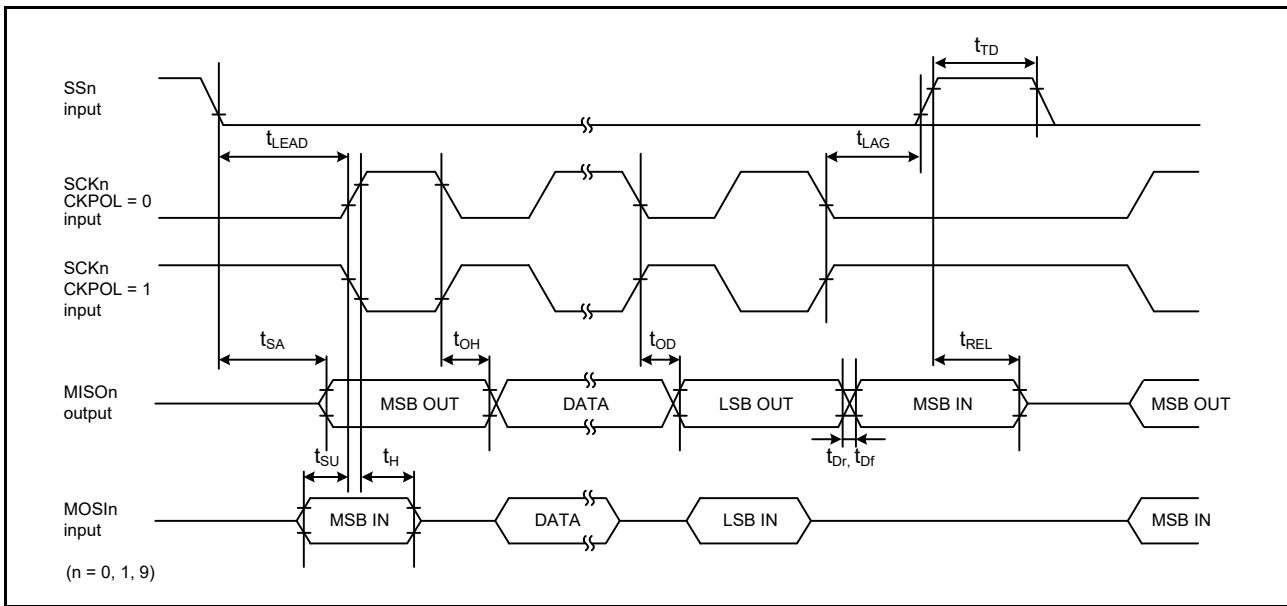 SSn
input
tTD
tLEAD
tLAG
SCKn
CKPOL = 0
input
SCKn
CKPOL = 1
input
tSA
tOH
tOD
tREL
MISOn
output
MSB OUT
DATA
LSB OUT
MSB IN
MSB OUT
tSU
tH
tDr, tDf
MOSIn
input
MSB IN
DATA
LSB IN
MSB IN
(n = 0, 1, 9)